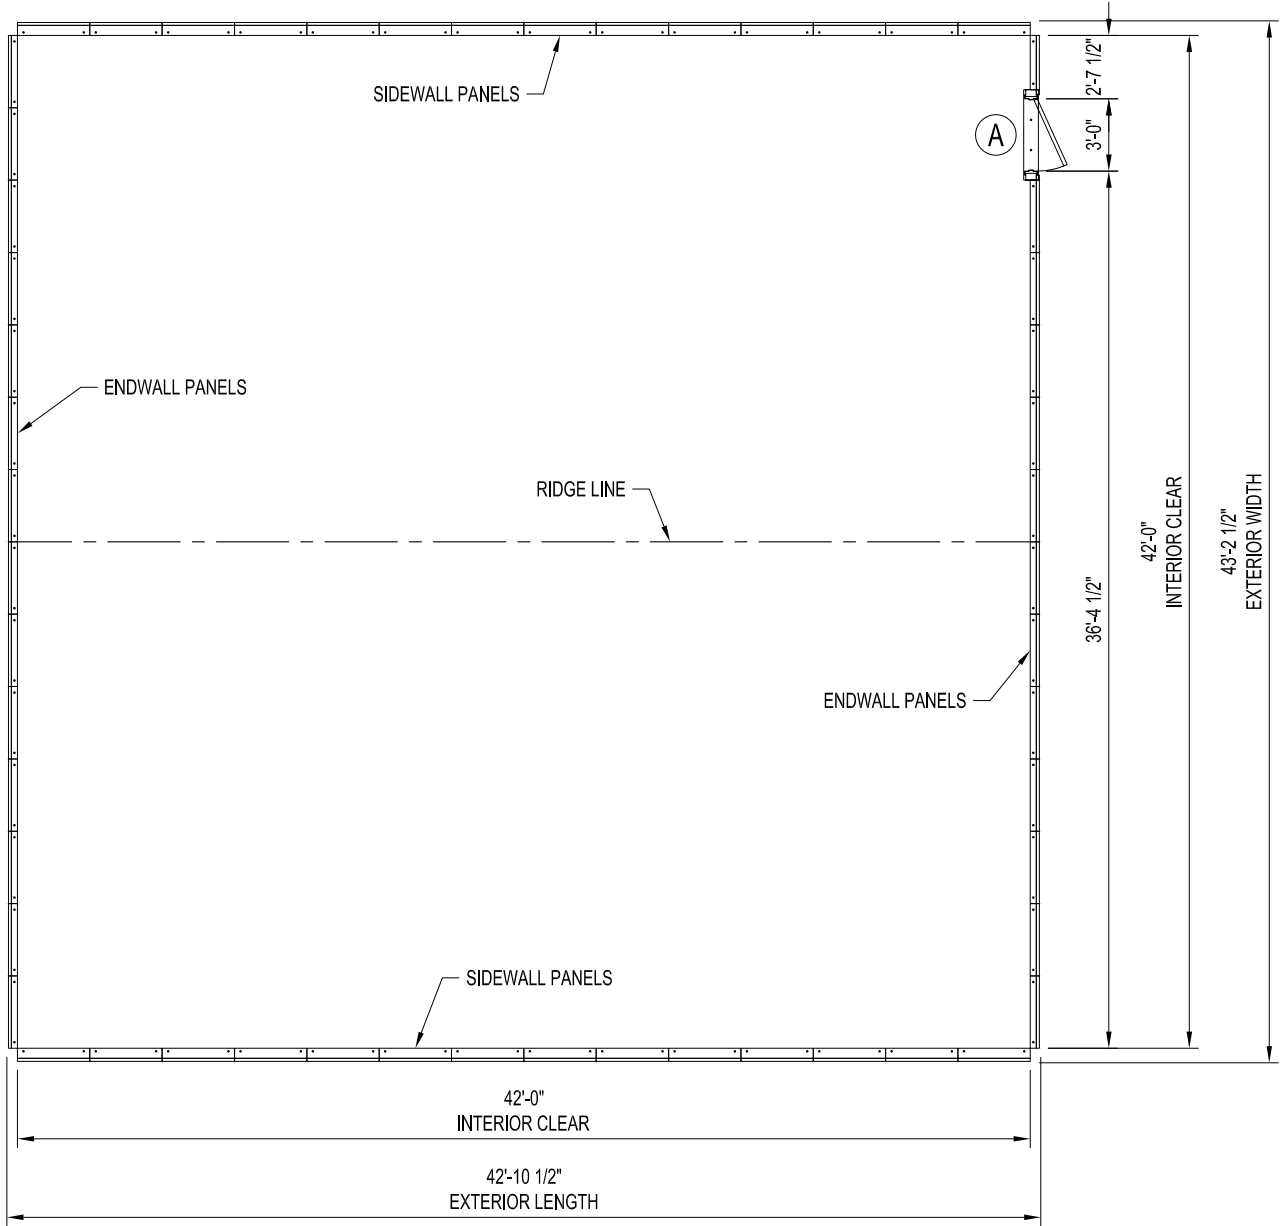 SIDEWALL PANELS
2'-7 1/2"
A
3'-0"
ENDWALL PANELS
RIDGE LINE
42'-0"
INTERIOR CLEAR
43'-2 1/2"
EXTERIOR WIDTH
36'-4 1/2"
ENDWALL PANELS
SIDEWALL PANELS
42'-0"
INTERIOR CLEAR
42'-10 1/2"
EXTERIOR LENGTH